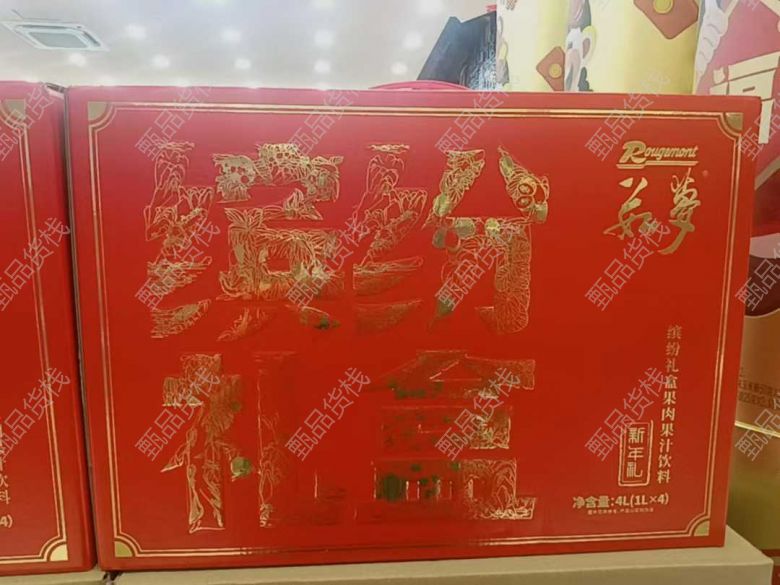 缤纷
礼盒
Rougemont
若梦
缤纷礼盒果肉果汁饮料
新年礼
净含量:4L(1L×4)
甄品货栈